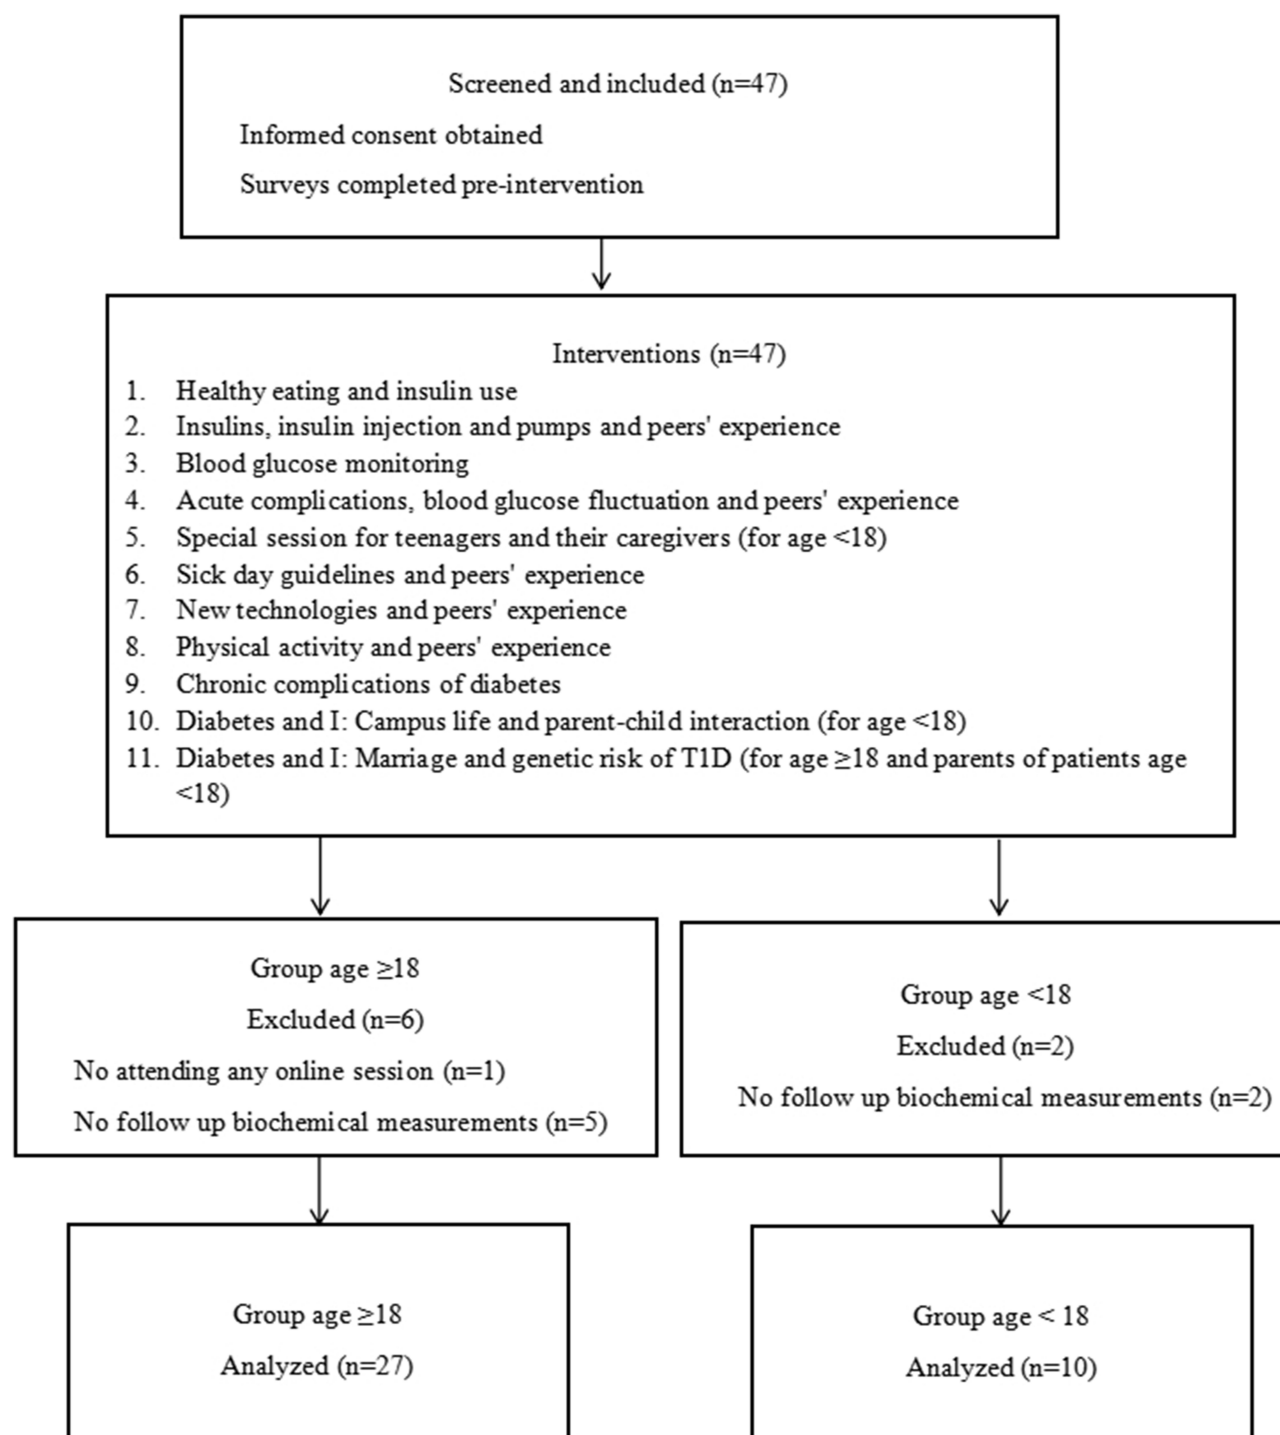 Screened and included (n=47)
Informed consent obtained
Surveys completed pre-intervention
Interventions (n=47)
1. Healthy eating and insulin use
2. Insulins, insulin injection and pumps and peers' experience
3. Blood glucose monitoring
4. Acute complications, blood glucose fluctuation and peers' experience
5. Special session for teenagers and their caregivers (for age <18)
6. Sick day guidelines and peers' experience
7. New technologies and peers' experience
8. Physical activity and peers' experience
9. Chronic complications of diabetes
10. Diabetes and I: Campus life and parent-child interaction (for age <18)
11. Diabetes and I: Marriage and genetic risk of T1D (for age ≥18 and parents of patients age
<18)
Group age ≥18
Excluded (n=6)
No attending any online session (n=1)
No follow up biochemical measurements (n=5)
Group age <18
Excluded (n=2)
No follow up biochemical measurements (n=2)
Group age ≥18
Analyzed (n=27)
Group age < 18
Analyzed (n=10)